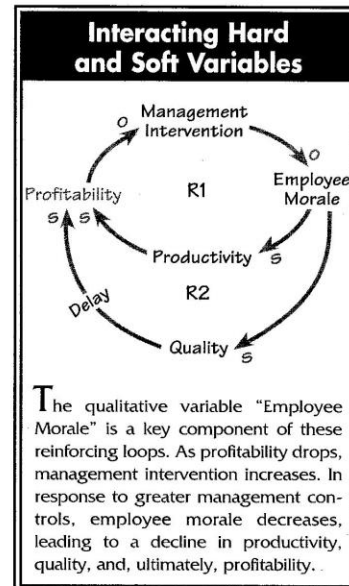 Interacting Hard
and Soft Variables
O
Management
Intervention
O
Profitability
R1
Employee
Morale
S
S
Productivity
S
R2
Delay
Quality
S
The qualitative variable “Employee
Morale” is a key component of these
reinforcing loops. As profitability drops,
management intervention increases. In
response to greater management con-
trols, employee morale decreases,
leading to a decline in productivity,
quality, and, ultimately, profitability.